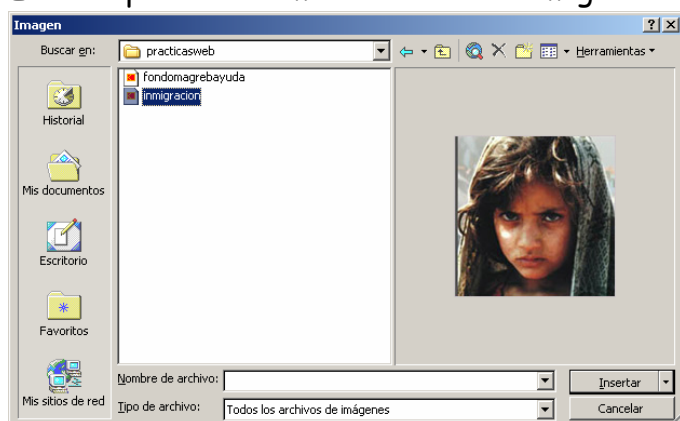 Imagen
Buscar en: practicasweb Herramientas
fondomagrebayuda
inmigracion
Historial
Mis documentos
Escritorio
Favoritos
Mis sitios de red
Nombre de archivo: Insertar
Tipo de archivo: Todos los archivos de imágenes Cancelar